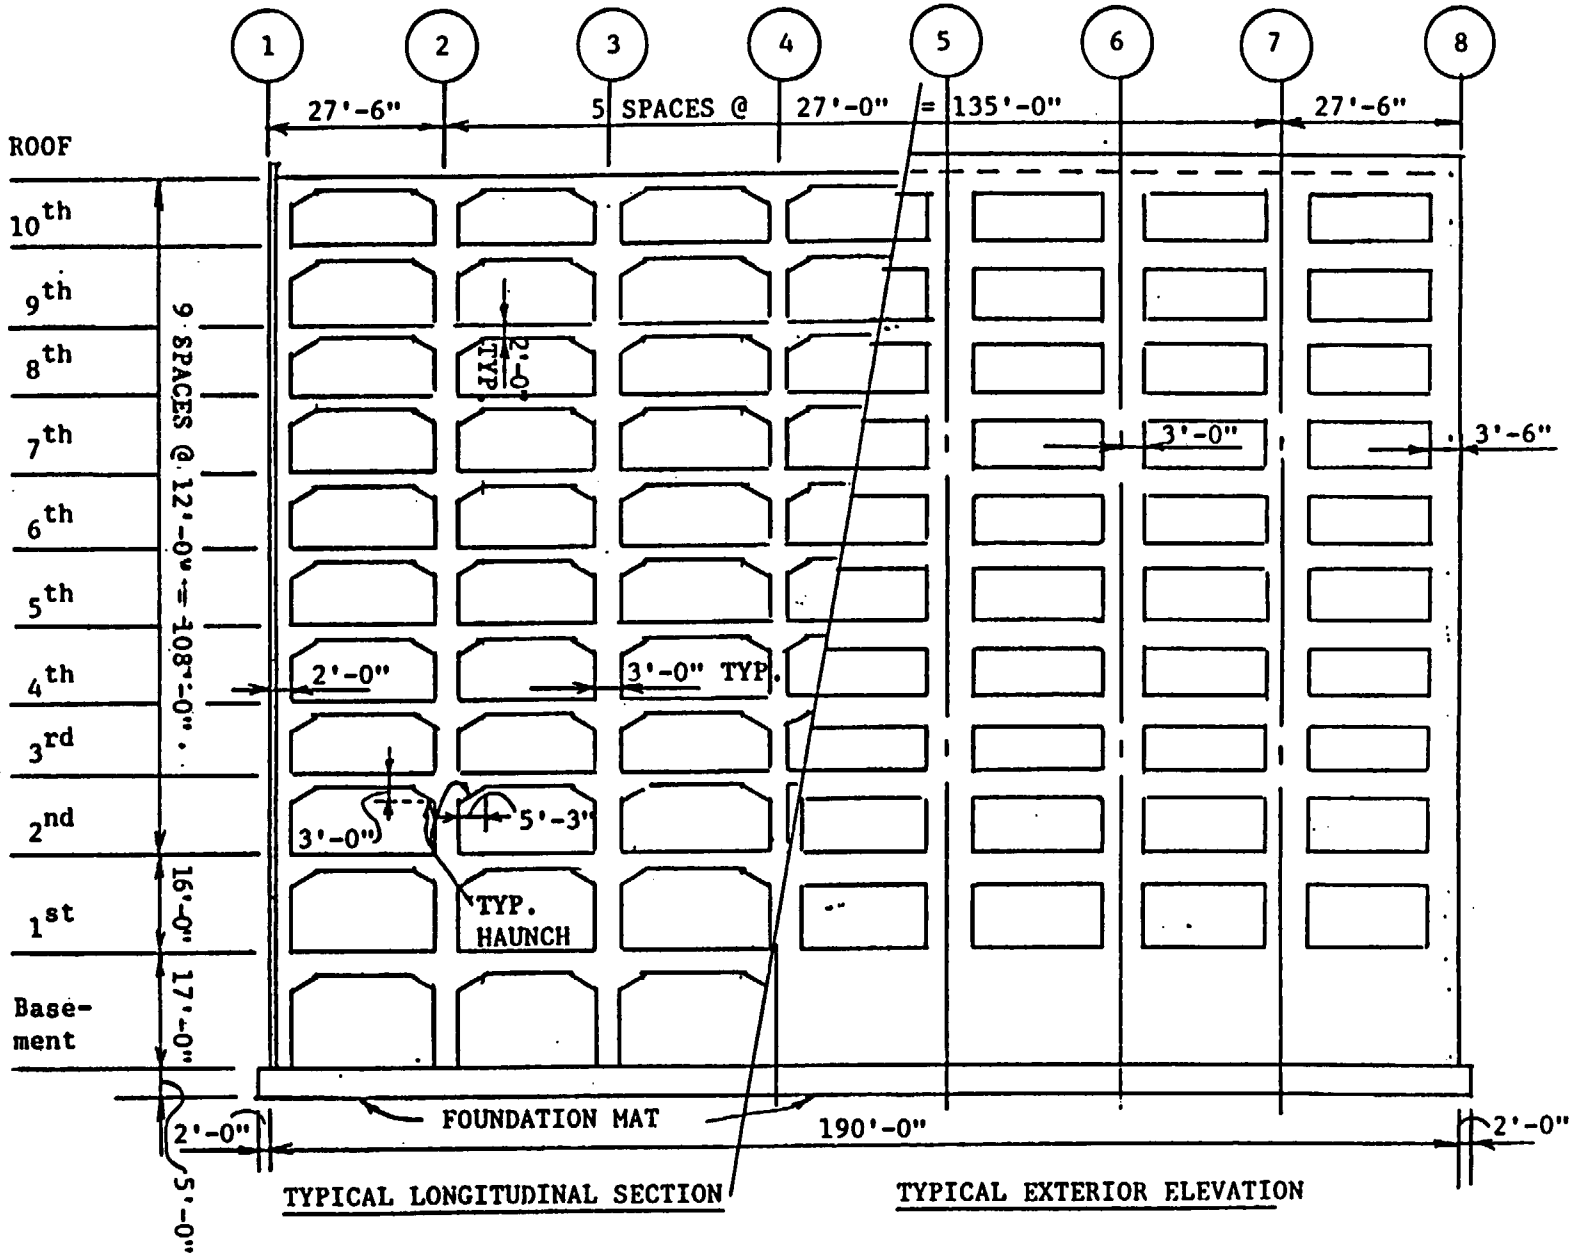 1 2 3 4 5 6 7 8
27'-6" 5 SPACES @ 27'-0" = 135'-0" 27'-6"
ROOF
10th
9th
8th
7th
6th
5th
4th
3rd
2nd
1st
Base-
ment
9 SPACES @ 12'-0" = 108'-0"
16'-0"
17'-0"
5'-0"
2'-0"
TYP.
3'-0"
3'-6"
2'-0"
3'-0" TYP.
3'-0"
5'-3"
TYP.
HAUNCH
FOUNDATION MAT
2'-0" 190'-0" 2'-0"
TYPICAL LONGITUDINAL SECTION
TYPICAL EXTERIOR ELEVATION